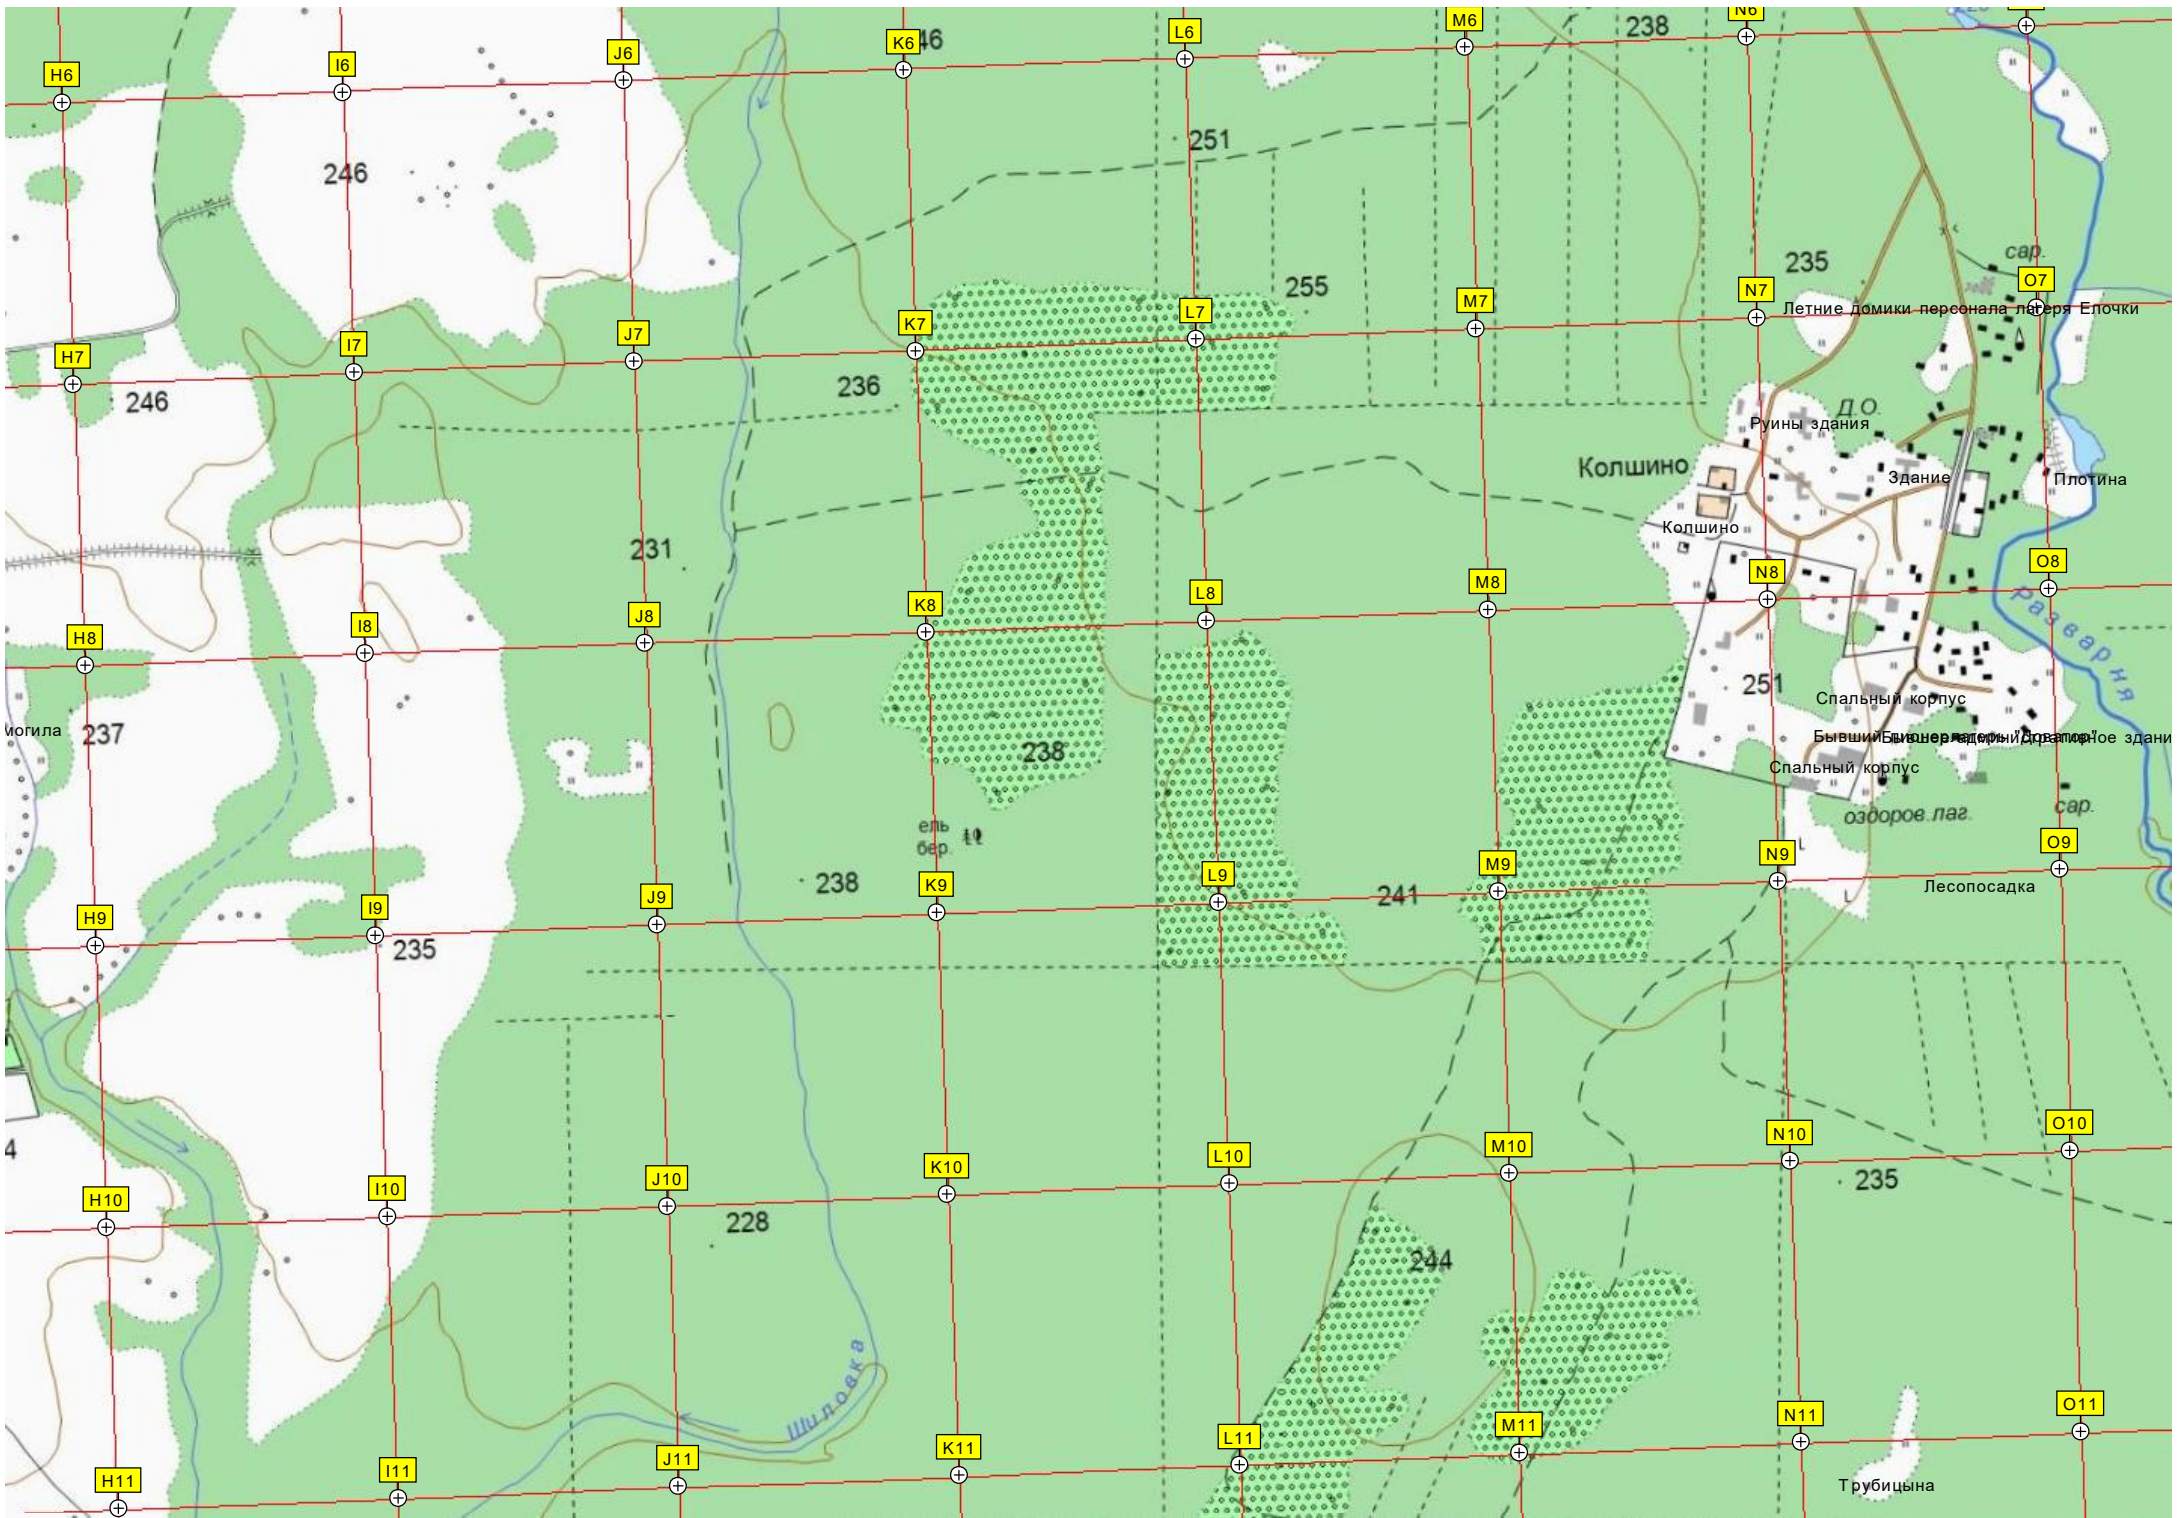 M6
N6
238
L6
K6
46
J6
I6
H6
251
246
сар.
235
255
O7
N7
M7
L7
K7
J7
I7
H7
Летние домики персонала лагеря Елочки
236
246
Д.О.
Руины здания
Колшино
Здание
Плотина
Колшино
231
O8
N8
M8
L8
K8
J8
I8
H8
Разварня
251
Спальный корпус
могила
237
238
Спальный корпус
оздоров.лаг.
сар.
ель
бер.
O9
N9
M9
L9
K9
J9
I9
H9
238
241
Лесопосадка
235
4
O10
N10
M10
L10
K10
J10
I10
H10
235
228
244
Шиловка
O11
N11
M11
L11
K11
J11
I11
H11
Трубицына